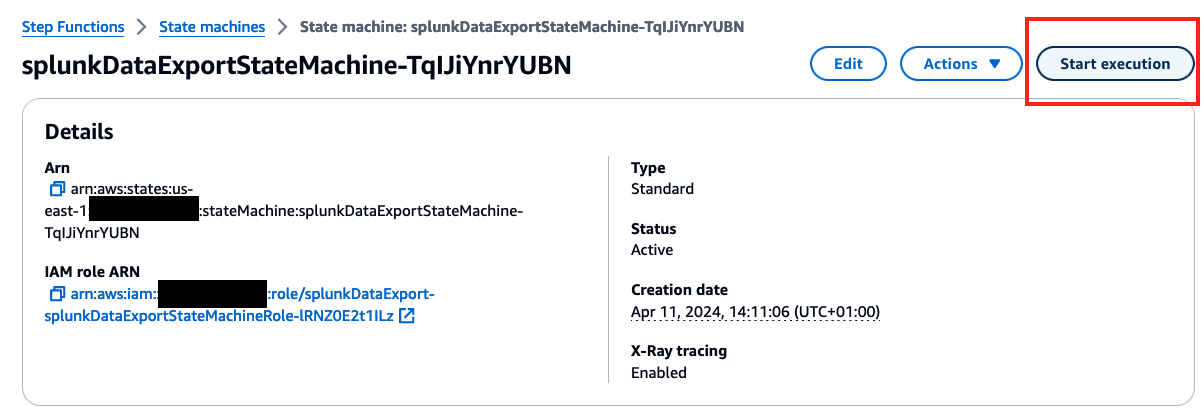 Step Functions > State machines > State machine: splunkDataExportStateMachine-TqIJiYnrYUBN
splunkDataExportStateMachine-TqIJiYnrYUBN
Edit
Actions
Start execution
Details
Arn
arn:aws:states:us-
east-1:
:stateMachine:splunkDataExportStateMachine-
TqIJiYnrYUBN
IAM role ARN
arn:aws:iam::
:role/splunkDataExport-
splunkDataExportStateMachineRole-lRNZ0E2t1ILz
Type
Standard
Status
Active
Creation date
Apr 11, 2024, 14:11:06 (UTC+01:00)
X-Ray tracing
Enabled